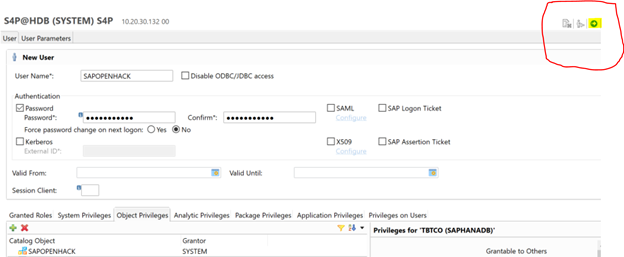 S4P@HDB (SYSTEM) S4P 10.20.30.132 00
User User Parameters
New User
User Name*: SAPOPENHACK Disable ODBC/JDBC access
Authentication
Password SAML SAP Logon Ticket
Password*: ●●●●●●●●●●● Confirm*: ●●●●●●●●●●● Configure
Force password change on next logon: Yes No
Kerberos X509 SAP Assertion Ticket
External ID*: Configure
Valid From: Valid Until:
Session Client:
Granted Roles System Privileges Object Privileges Analytic Privileges Package Privileges Application Privileges Privileges on Users
Privileges for 'TBTCO (SAPHANADB)'
Catalog Object Grantor
SAPOPENHACK SYSTEM Grantable to Others